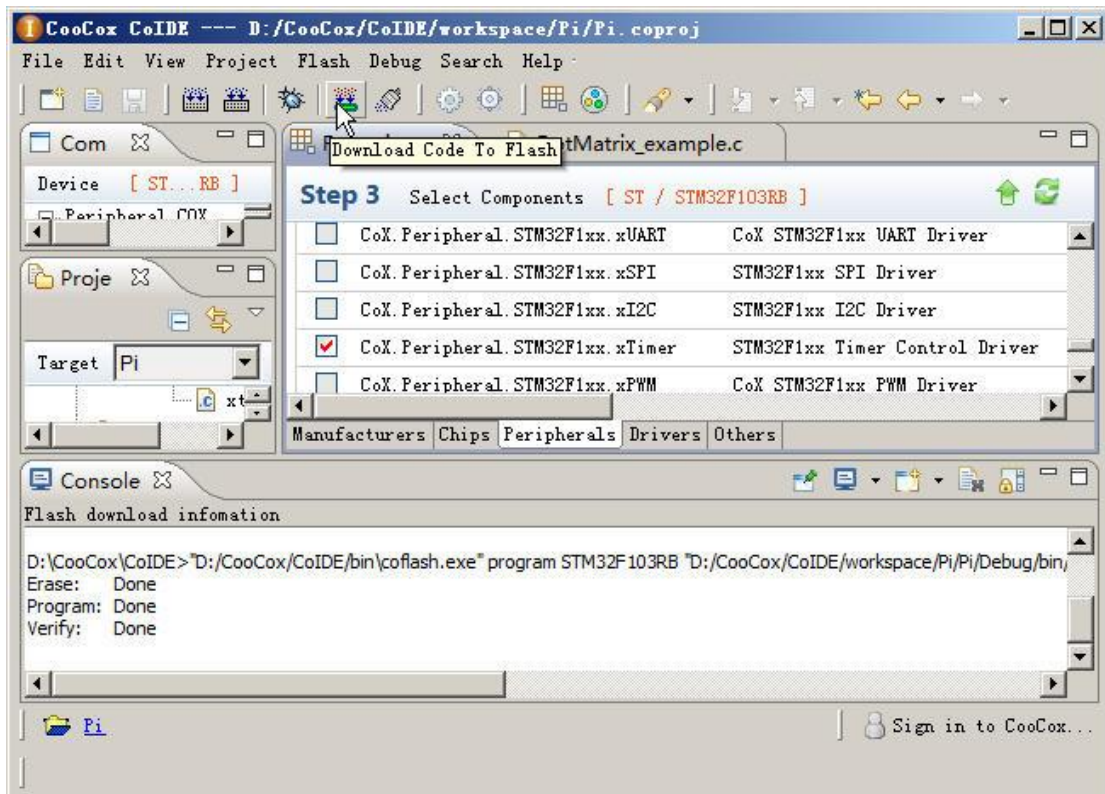 CooCox CoIDE --- D:/CooCox/CoIDE/workspace/Pi/Pi.coproj
File Edit View Project Flash Debug Search Help
Com
Download Code To Flash
tMatrix_example.c
Device [ ST...RB ]
Step 3 Select Components [ ST / STM32F103RB ]
Peripheral COX
CoX.Peripheral.STM32F1xx.xUART CoX STM32F1xx UART Driver
CoX.Peripheral.STM32F1xx.xSPI STM32F1xx SPI Driver
Proje
CoX.Peripheral.STM32F1xx.xI2C STM32F1xx I2C Driver
Target Pi
CoX.Peripheral.STM32F1xx.xTimer STM32F1xx Timer Control Driver
CoX.Peripheral.STM32F1xx.xPWM CoX STM32F1xx PWM Driver
.c xt
Manufacturers Chips Peripherals Drivers Others
Console
Flash download infomation
D:\CooCox\CoIDE>"D:/CooCox/CoIDE/bin\coflash.exe" program STM32F103RB "D:/CooCox/CoIDE/workspace/Pi/Pi/Debug/bin/
Erase: Done
Program: Done
Verify: Done
Pi
Sign in to CooCox...